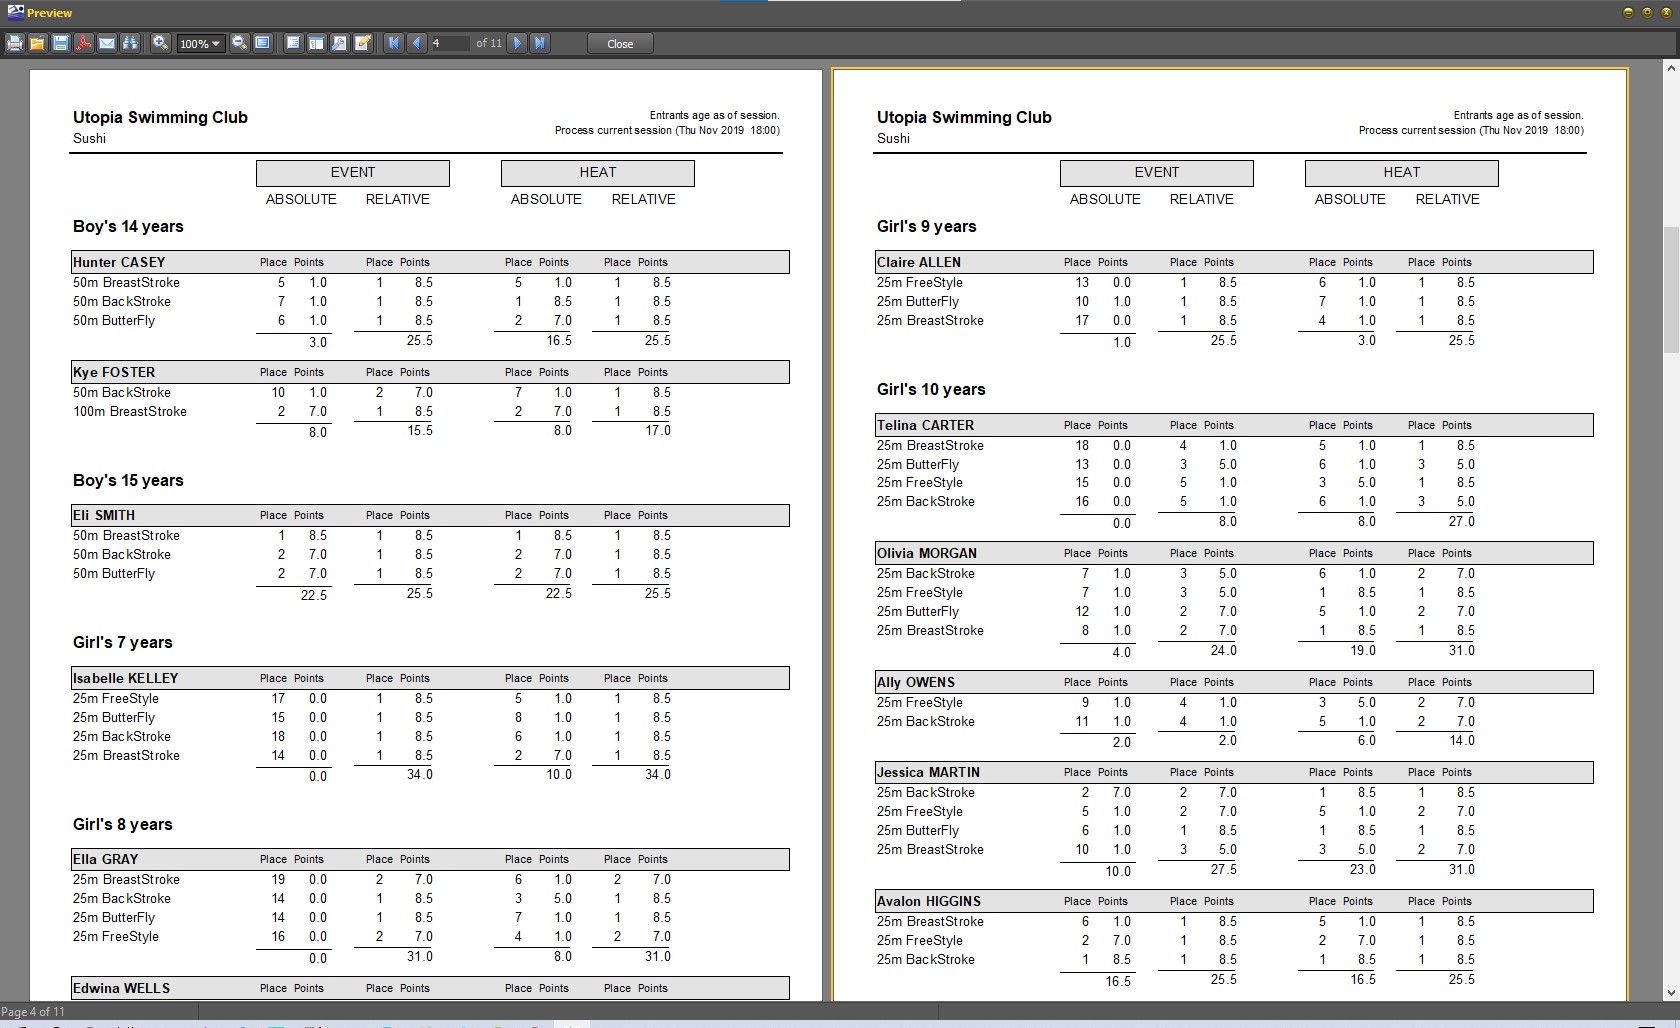 Preview
100%
4 of 11
Close
Utopia Swimming Club
Entrants age as of session.
Sushi
Process current session (Thu Nov 2019 18:00)
EVENT HEAT
ABSOLUTE RELATIVE ABSOLUTE RELATIVE
Boy's 14 years
Hunter CASEY Place Points Place Points Place Points Place Points
50m BreastStroke 5 1.0 1 8.5 5 1.0 1 8.5
50m BackStroke 7 1.0 1 8.5 1 8.5 1 8.5
50m ButterFly 6 1.0 1 8.5 2 7.0 1 8.5
3.0 25.5 16.5 25.5
Kye FOSTER Place Points Place Points Place Points Place Points
50m BackStroke 10 1.0 2 7.0 7 1.0 1 8.5
100m BreastStroke 2 7.0 1 8.5 2 7.0 1 8.5
8.0 15.5 8.0 17.0
Boy's 15 years
Eli SMITH Place Points Place Points Place Points Place Points
50m BreastStroke 1 8.5 1 8.5 1 8.5 1 8.5
50m BackStroke 2 7.0 1 8.5 2 7.0 1 8.5
50m ButterFly 2 7.0 1 8.5 2 7.0 1 8.5
22.5 25.5 22.5 25.5
Girl's 7 years
Isabelle KELLEY Place Points Place Points Place Points Place Points
25m FreeStyle 17 0.0 1 8.5 5 1.0 1 8.5
25m ButterFly 15 0.0 1 8.5 8 1.0 1 8.5
25m BackStroke 18 0.0 1 8.5 6 1.0 1 8.5
25m BreastStroke 14 0.0 1 8.5 2 7.0 1 8.5
0.0 34.0 10.0 34.0
Girl's 8 years
Ella GRAY Place Points Place Points Place Points Place Points
25m BreastStroke 19 0.0 2 7.0 6 1.0 2 7.0
25m BackStroke 14 0.0 1 8.5 3 5.0 1 8.5
25m ButterFly 14 0.0 1 8.5 7 1.0 1 8.5
25m FreeStyle 16 0.0 2 7.0 4 1.0 2 7.0
0.0 31.0 8.0 31.0
Edwina WELLS Place Points Place Points Place Points Place Points
Utopia Swimming Club
Entrants age as of session.
Sushi
Process current session (Thu Nov 2019 18:00)
EVENT HEAT
ABSOLUTE RELATIVE ABSOLUTE RELATIVE
Girl's 9 years
Claire ALLEN Place Points Place Points Place Points Place Points
25m FreeStyle 13 0.0 1 8.5 6 1.0 1 8.5
25m ButterFly 10 1.0 1 8.5 7 1.0 1 8.5
25m BreastStroke 17 0.0 1 8.5 4 1.0 1 8.5
1.0 25.5 3.0 25.5
Girl's 10 years
Telina CARTER Place Points Place Points Place Points Place Points
25m BreastStroke 18 0.0 4 1.0 5 1.0 1 8.5
25m ButterFly 13 0.0 3 5.0 6 1.0 3 5.0
25m FreeStyle 15 0.0 5 1.0 3 5.0 1 8.5
25m BackStroke 16 0.0 5 1.0 6 1.0 3 5.0
0.0 8.0 8.0 27.0
Olivia MORGAN Place Points Place Points Place Points Place Points
25m BackStroke 7 1.0 3 5.0 6 1.0 2 7.0
25m FreeStyle 7 1.0 3 5.0 1 8.5 1 8.5
25m ButterFly 12 1.0 2 7.0 5 1.0 2 7.0
25m BreastStroke 8 1.0 2 7.0 1 8.5 1 8.5
4.0 24.0 19.0 31.0
Ally OWENS Place Points Place Points Place Points Place Points
25m FreeStyle 9 1.0 4 1.0 3 5.0 2 7.0
25m BackStroke 11 1.0 4 1.0 5 1.0 2 7.0
2.0 2.0 6.0 14.0
Jessica MARTIN Place Points Place Points Place Points Place Points
25m BackStroke 2 7.0 2 7.0 1 8.5 1 8.5
25m FreeStyle 5 1.0 2 7.0 5 1.0 2 7.0
25m ButterFly 6 1.0 1 8.5 1 8.5 1 8.5
25m BreastStroke 10 1.0 3 5.0 3 5.0 2 7.0
10.0 27.5 23.0 31.0
Avalon HIGGINS Place Points Place Points Place Points Place Points
25m BreastStroke 6 1.0 1 8.5 5 1.0 1 8.5
25m FreeStyle 2 7.0 1 8.5 2 7.0 1 8.5
25m BackStroke 1 8.5 1 8.5 1 8.5 1 8.5
16.5 25.5 16.5 25.5
Page 4 of 11